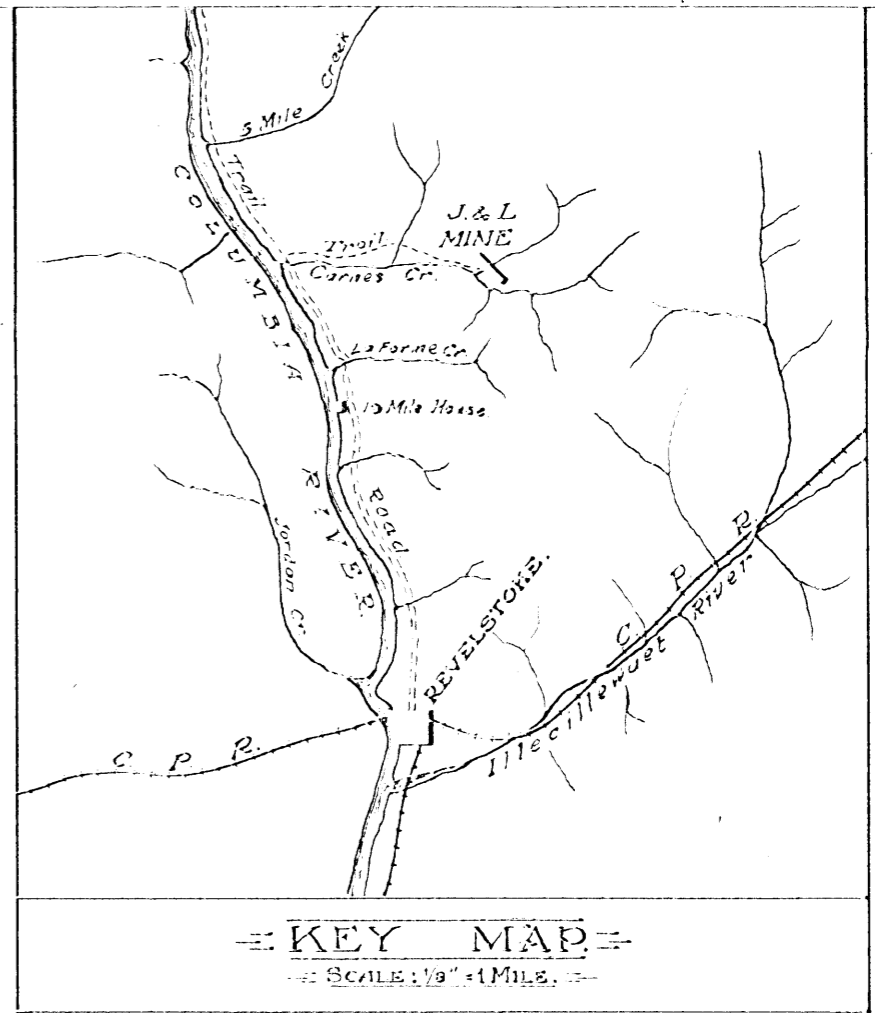 5 Mile Creek
Trail
COLUMBIA RIVER
J. & L
MINE
Trail
Carnes Cr.
La Forme Cr.
Mile House
Road
Jordan Cr.
REVELSTOKE.
C. P. R.
Illecillewaet River
C. P. R.
KEY MAP.
SCALE: 1/8" = 1 MILE.